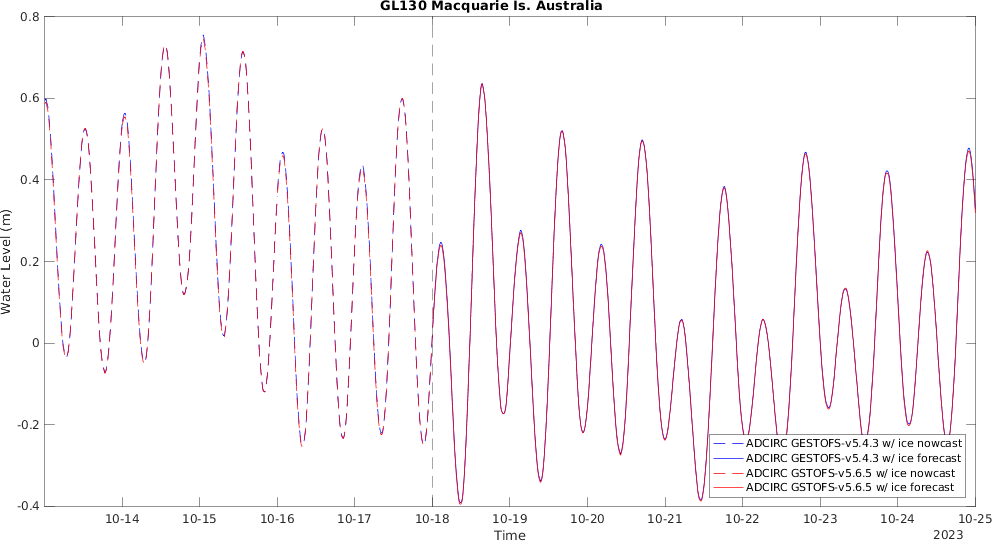 GL130 Macquarie Is. Australia
0.8
0.6
0.4
0.2
0
-0.2
-0.4
Water Level (m)
ADCIRC GESTOFS-v5.4.3 w/ ice nowcast
ADCIRC GESTOFS-v5.4.3 w/ ice forecast
ADCIRC GSTOFS-v5.6.5 w/ ice nowcast
ADCIRC GSTOFS-v5.6.5 w/ ice forecast
10-14 10-15 10-16 10-17 10-18 10-19 10-20 10-21 10-22 10-23 10-24 10-25
Time
2023